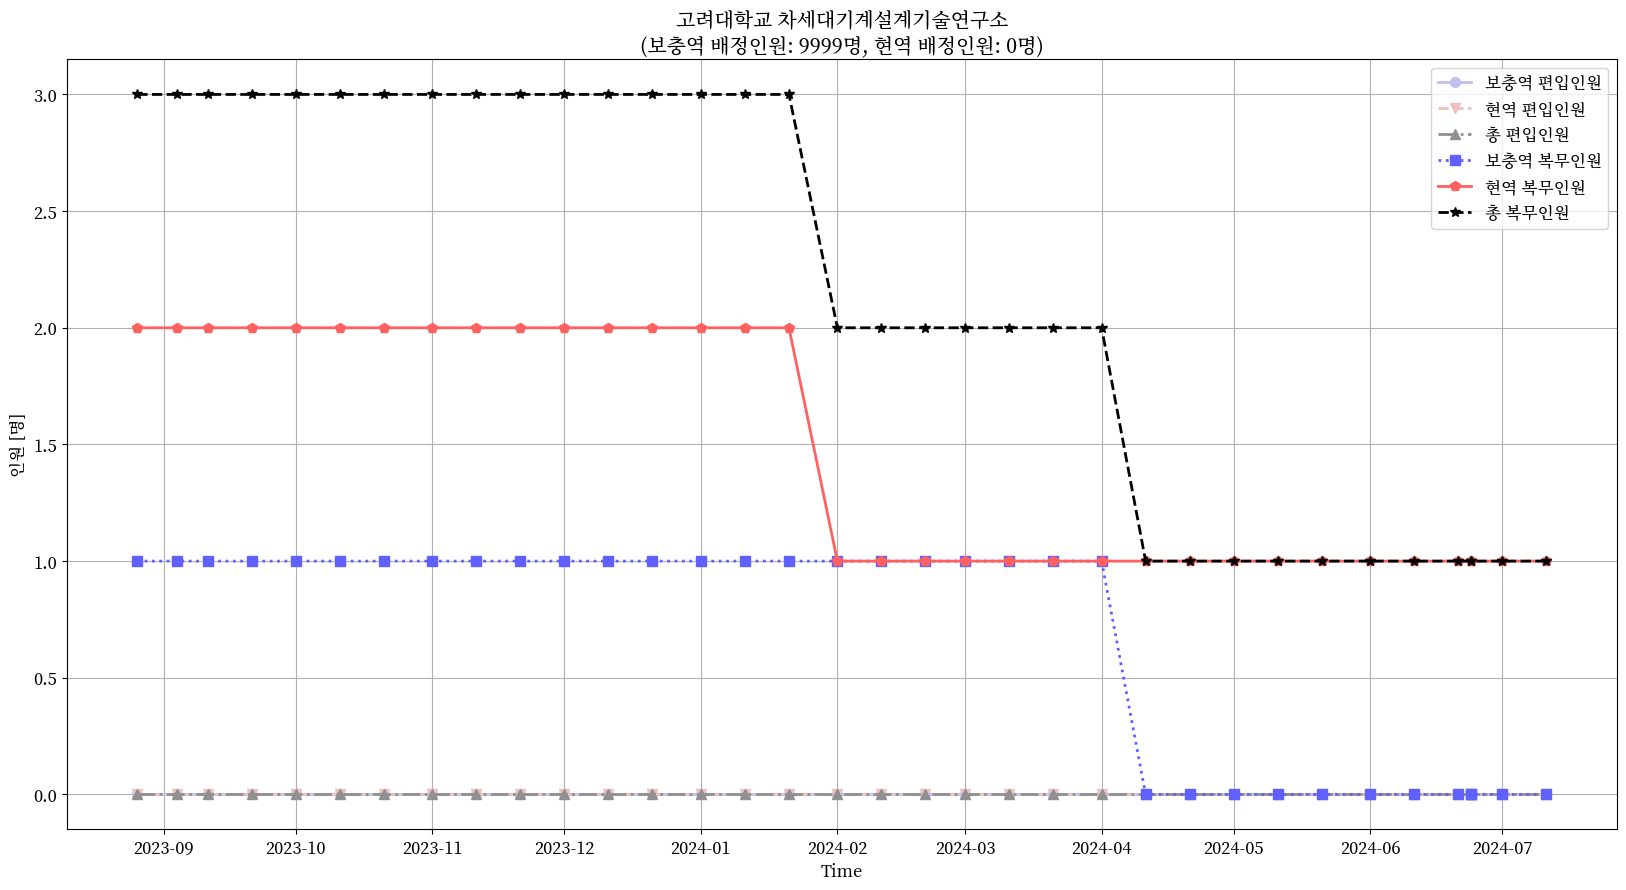 고려대학교 차세대기계설계기술연구소
(보충역 배정인원: 9999명, 현역 배정인원: 0명)
보충역 편입인원
현역 편입인원
총 편입인원
보충역 복무인원
현역 복무인원
총 복무인원
인원 [명]
3.0
2.5
2.0
1.5
1.0
0.5
0.0
2023-09 2023-10 2023-11 2023-12 2024-01 2024-02 2024-03 2024-04 2024-05 2024-06 2024-07
Time